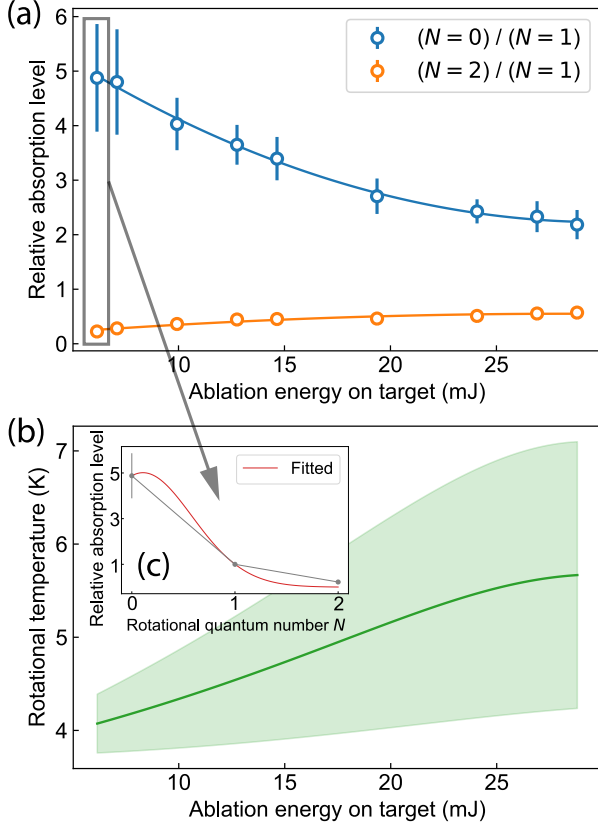 (a)
6
5
4
3
2
1
0
Relative absorption level
(N = 0) / (N = 1)
(N = 2) / (N = 1)
10 15 20 25
Ablation energy on target (mJ)
(b)
7
6
5
4
Rotational temperature (K)
5
3
1
Relative absorption level
Fitted
(c)
0 1 2
Rotational quantum number N
10 15 20 25
Ablation energy on target (mJ)